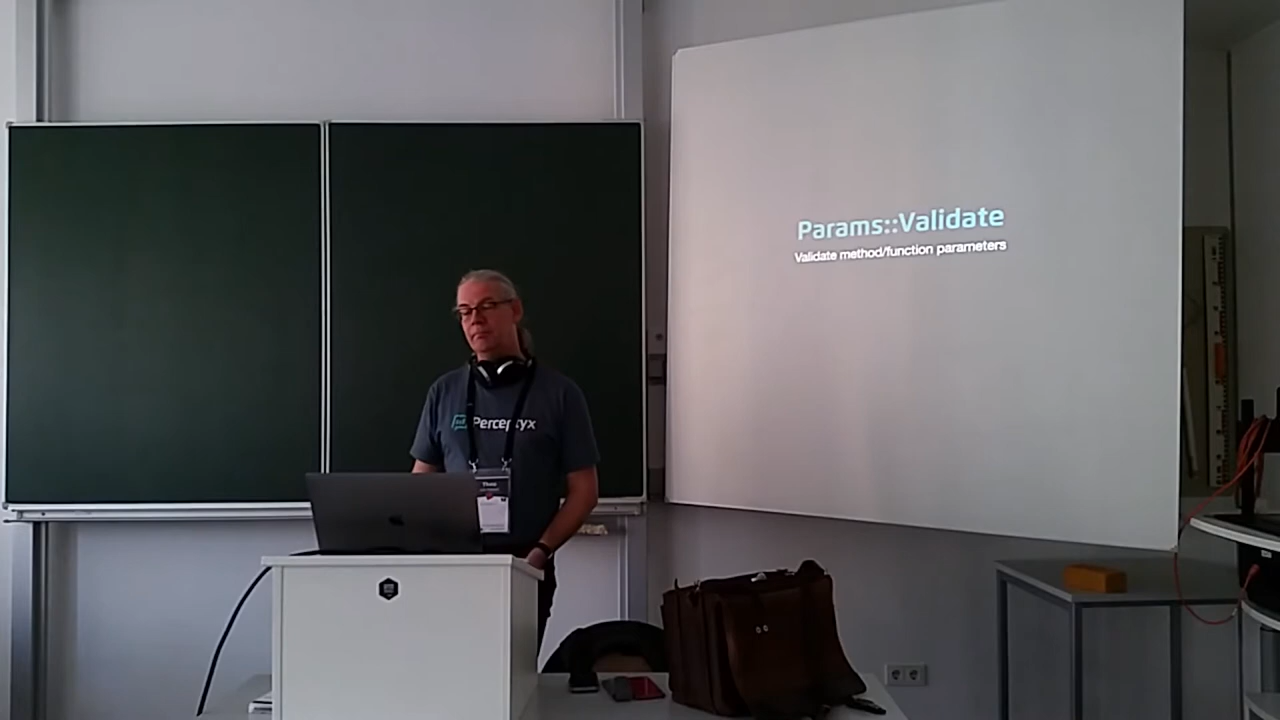 Params::Validate
Validate method/function parameters
Perceptyx